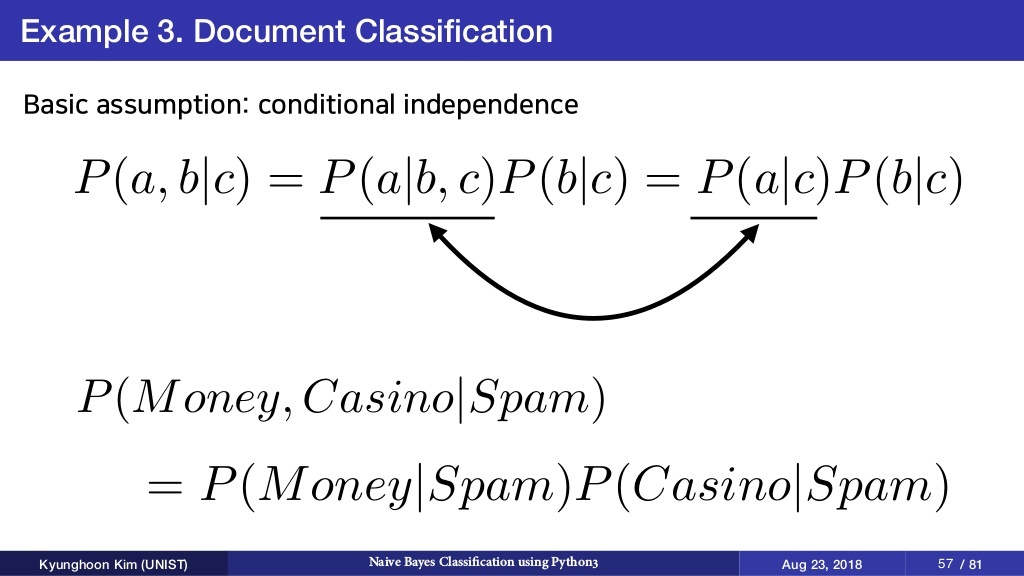 Example 3. Document Classification
Basic assumption: conditional independence
P(a, b|c) = P(a|b, c)P(b|c) = P(a|c)P(b|c)
P(Money, Casino|Spam)
= P(Money|Spam)P(Casino|Spam)
Kyunghoon Kim (UNIST) Naive Bayes Classification using Python3 Aug 23, 2018 57 / 81